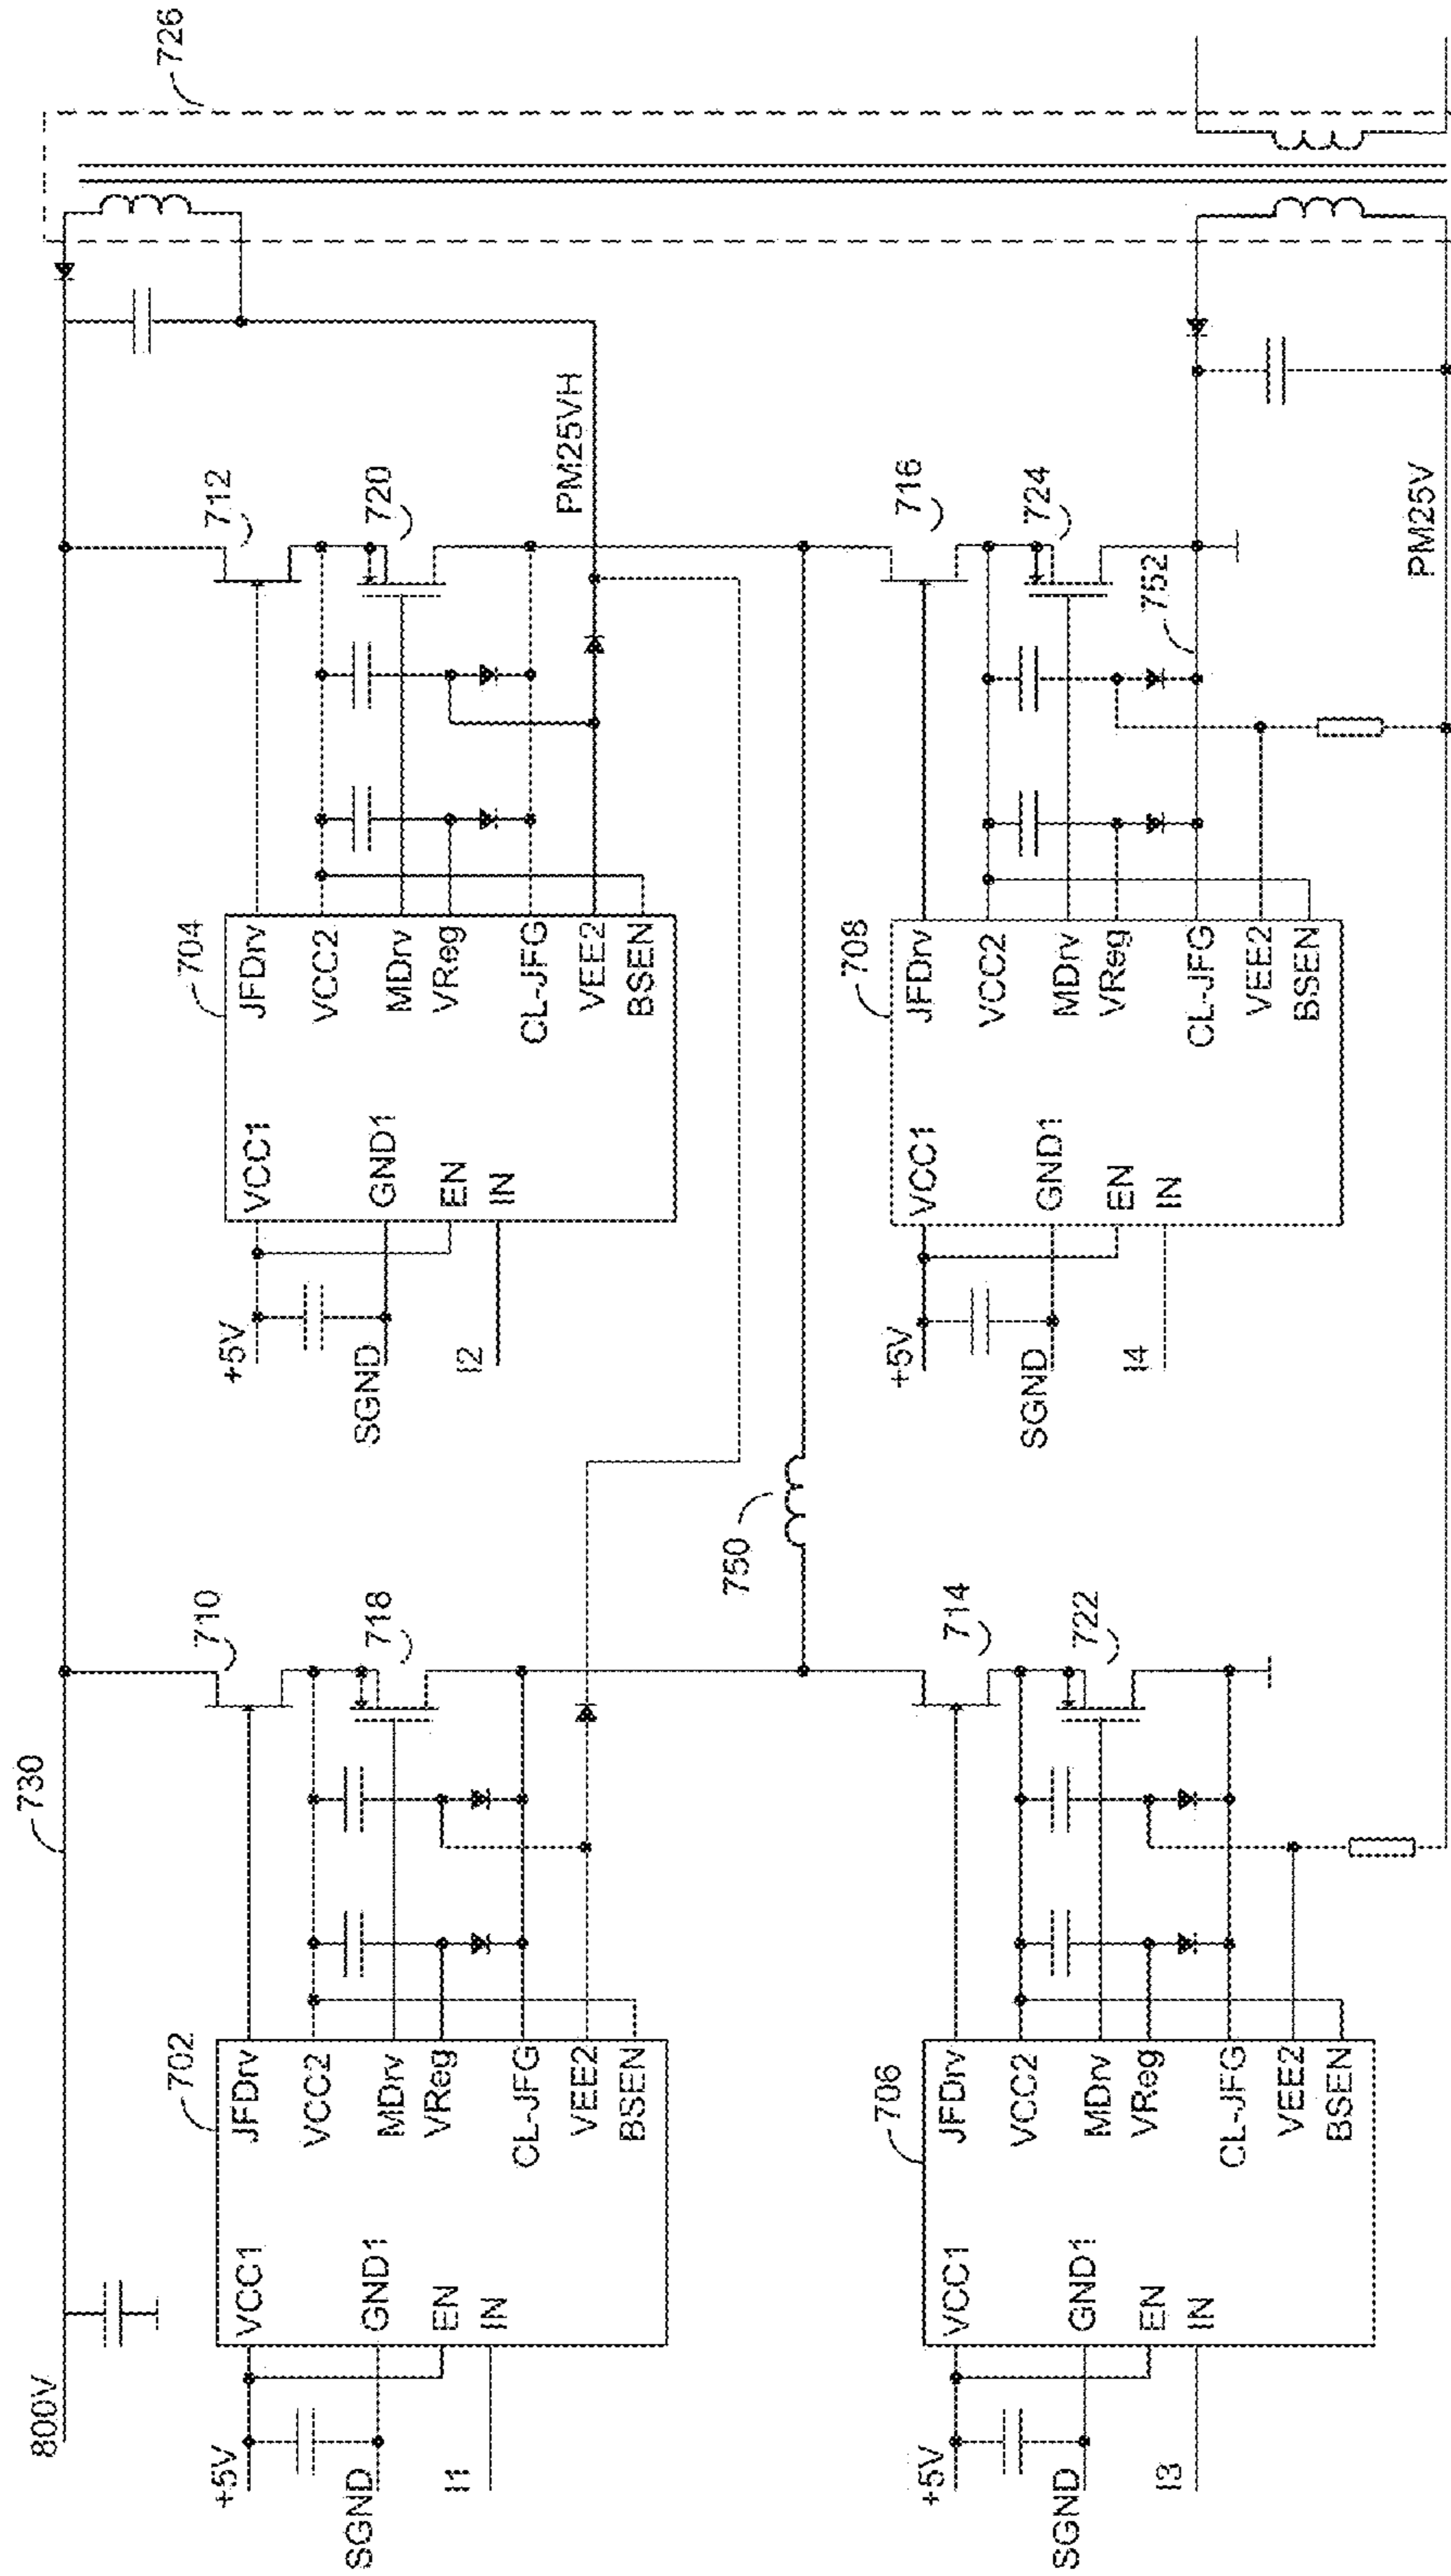 800V
730
726
+5V
SGND
I1
VCC1
GND1
EN
IN
702
JFDrv
VCC2
MDrv
VReg
CL-JFG
VEE2
BSEN
710
718
+5V
SGND
I2
VCC1
GND1
EN
IN
704
JFDrv
VCC2
MDrv
VReg
CL-JFG
VEE2
BSEN
712
720
PM25VH
750
+5V
SGND
I3
VCC1
GND1
EN
IN
706
JFDrv
VCC2
MDrv
VReg
CL-JFG
VEE2
BSEN
714
722
+5V
SGND
I4
VCC1
GND1
EN
IN
708
JFDrv
VCC2
MDrv
VReg
CL-JFG
VEE2
BSEN
716
724
752
PM25V